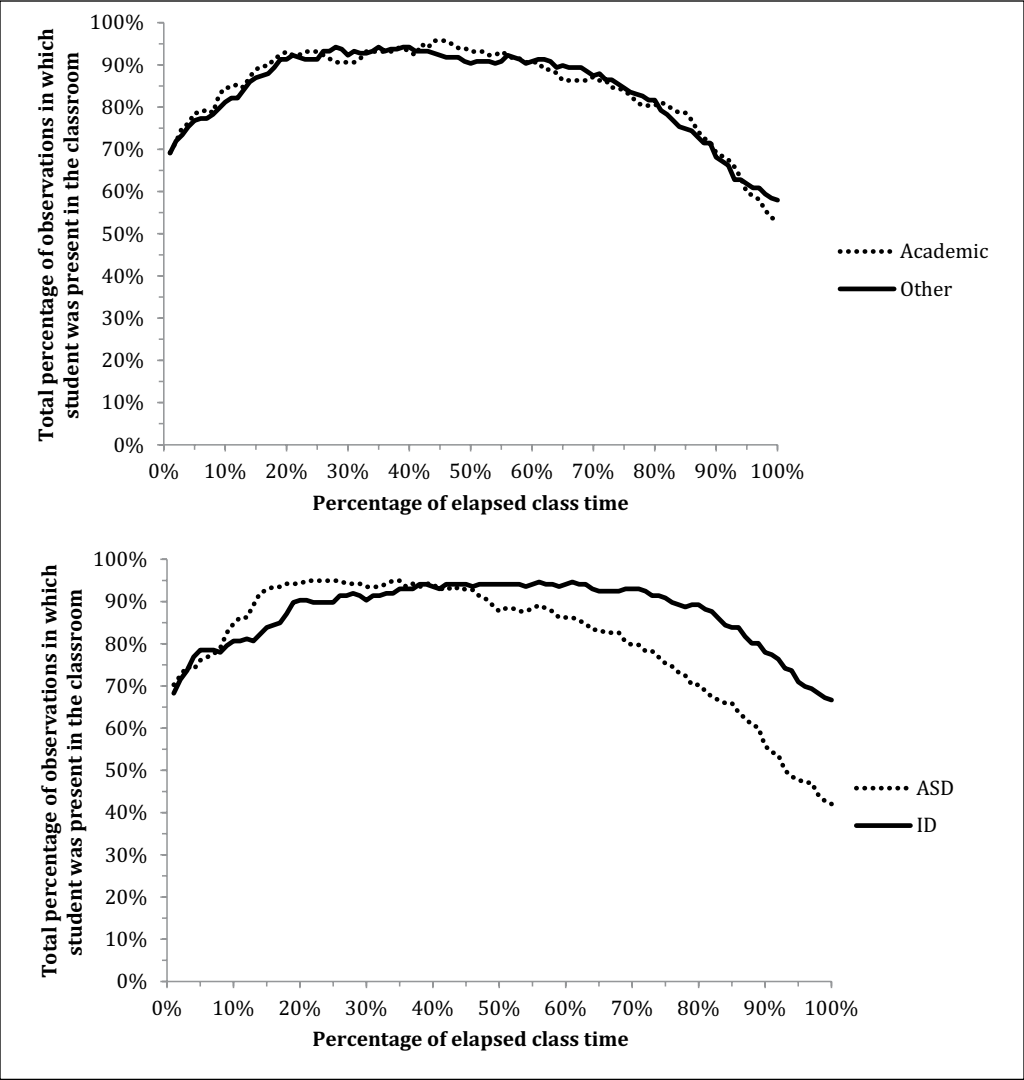 Total percentage of observations in which
student was present in the classroom
100%
90%
80%
70%
60%
50%
40%
30%
20%
10%
0%
0% 10% 20% 30% 40% 50% 60% 70% 80% 90% 100%
Percentage of elapsed class time
Academic
Other
Total percentage of observations in which
student was present in the classroom
100%
90%
80%
70%
60%
50%
40%
30%
20%
10%
0%
0% 10% 20% 30% 40% 50% 60% 70% 80% 90% 100%
Percentage of elapsed class time
ASD
ID